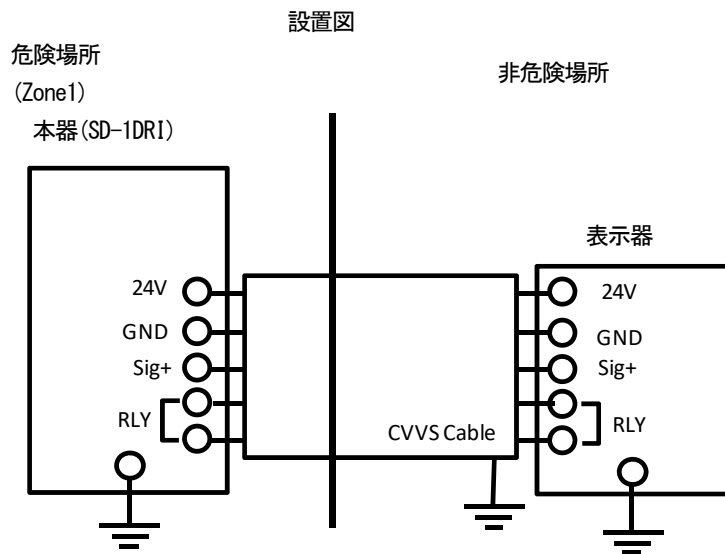 設置図
危険場所
(Zone1)
本器(SD-1DRI)
非危険場所
表示器
24V
GND
Sig+
RLY
CVVS Cable
24V
GND
Sig+
RLY